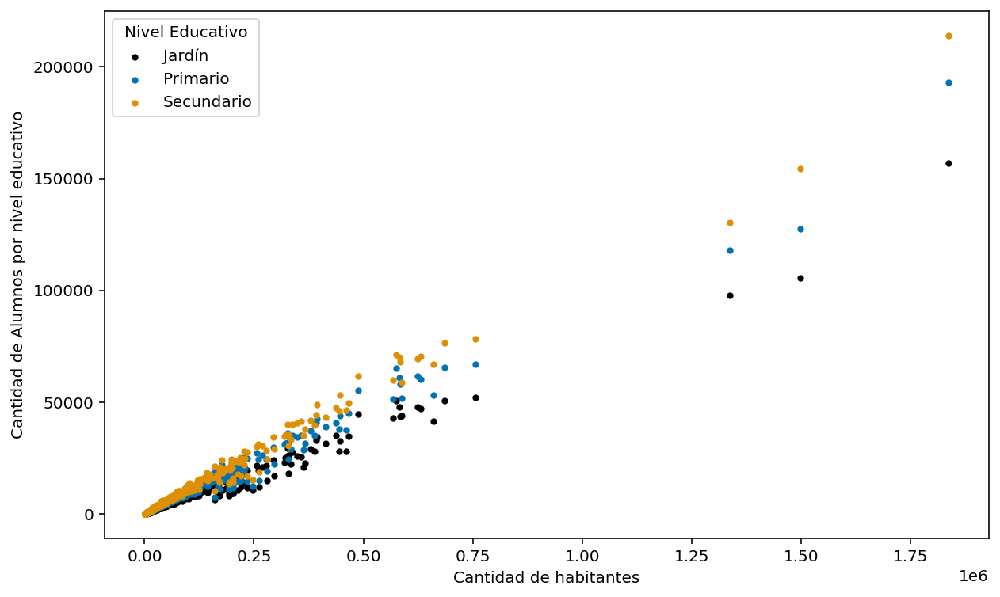 Nivel Educativo
Jardín
Primario
Secundario
Cantidad de Alumnos por nivel educativo
200000
150000
100000
50000
0
0.00 0.25 0.50 0.75 1.00 1.25 1.50 1.75
1e6
Cantidad de habitantes